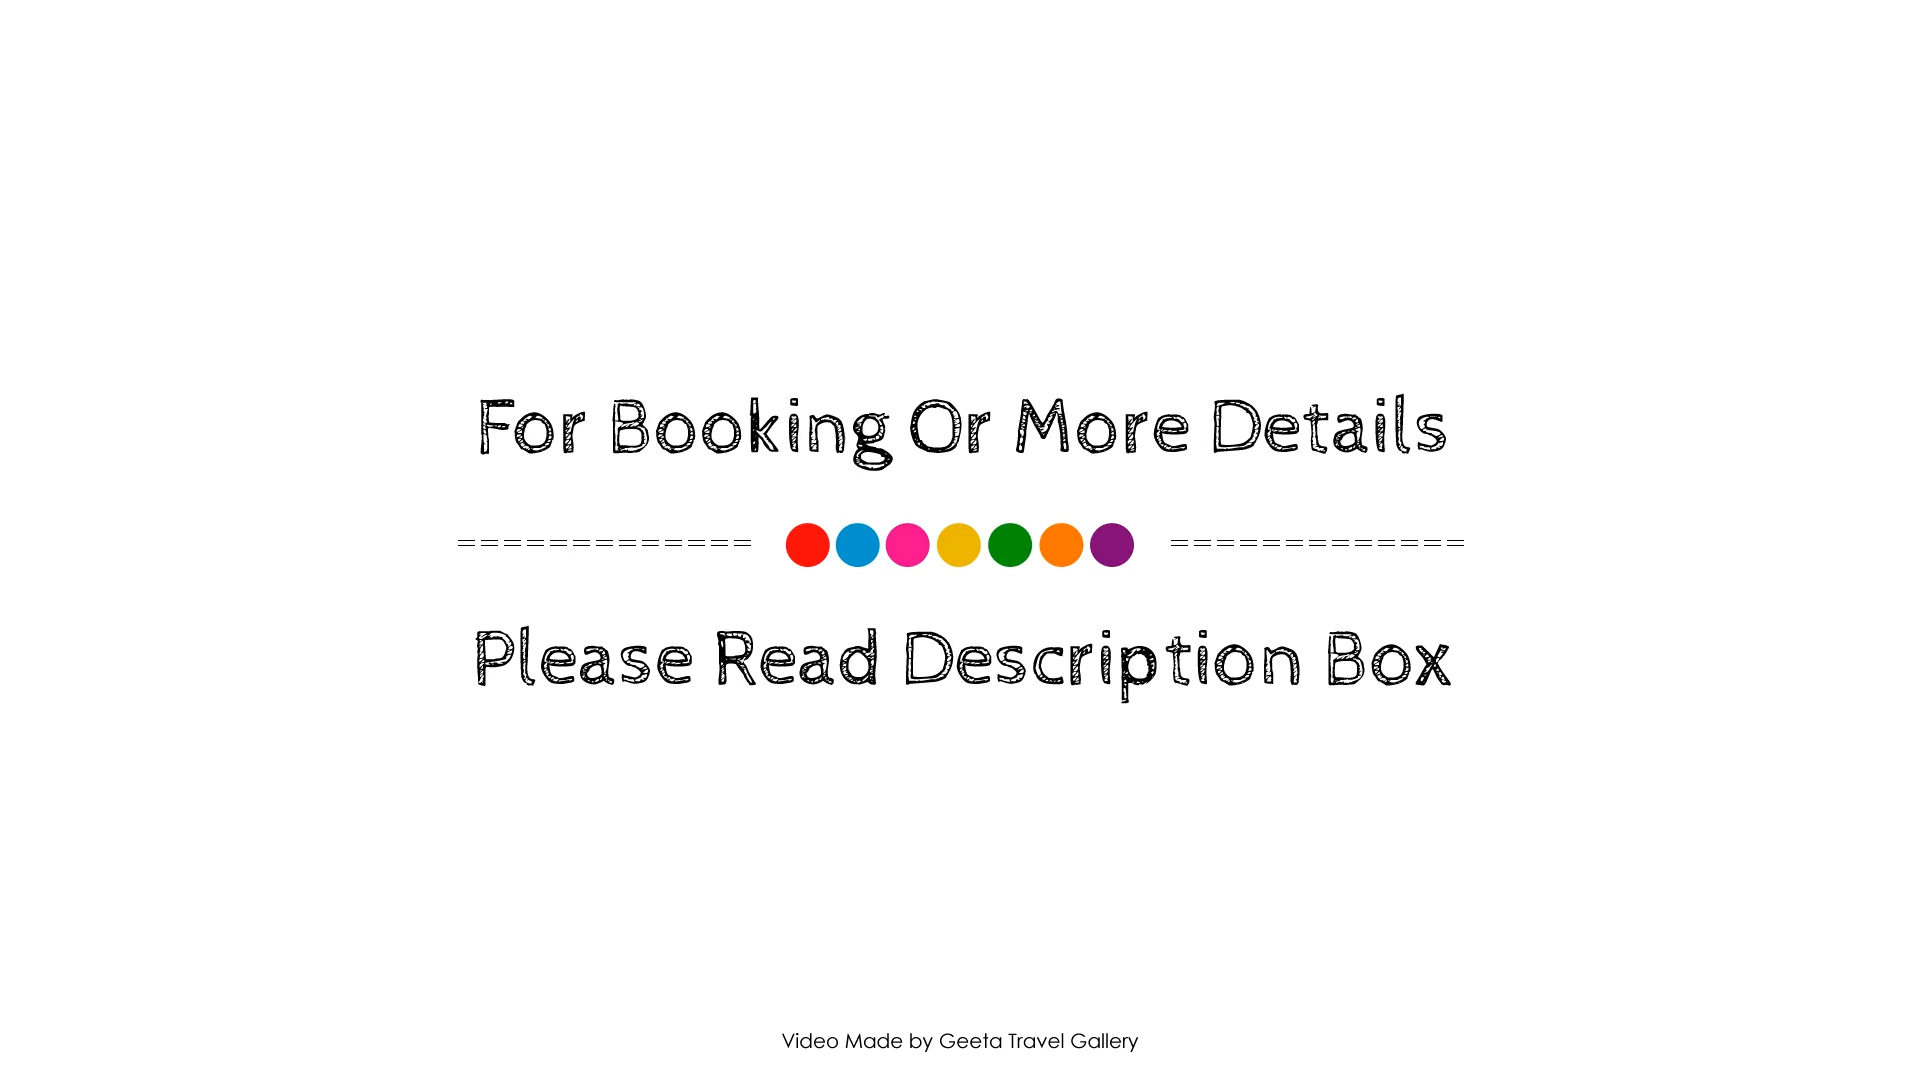 For Booking Or More Details
============= =============
Please Read Description Box
Video Made by Geeta Travel Gallery